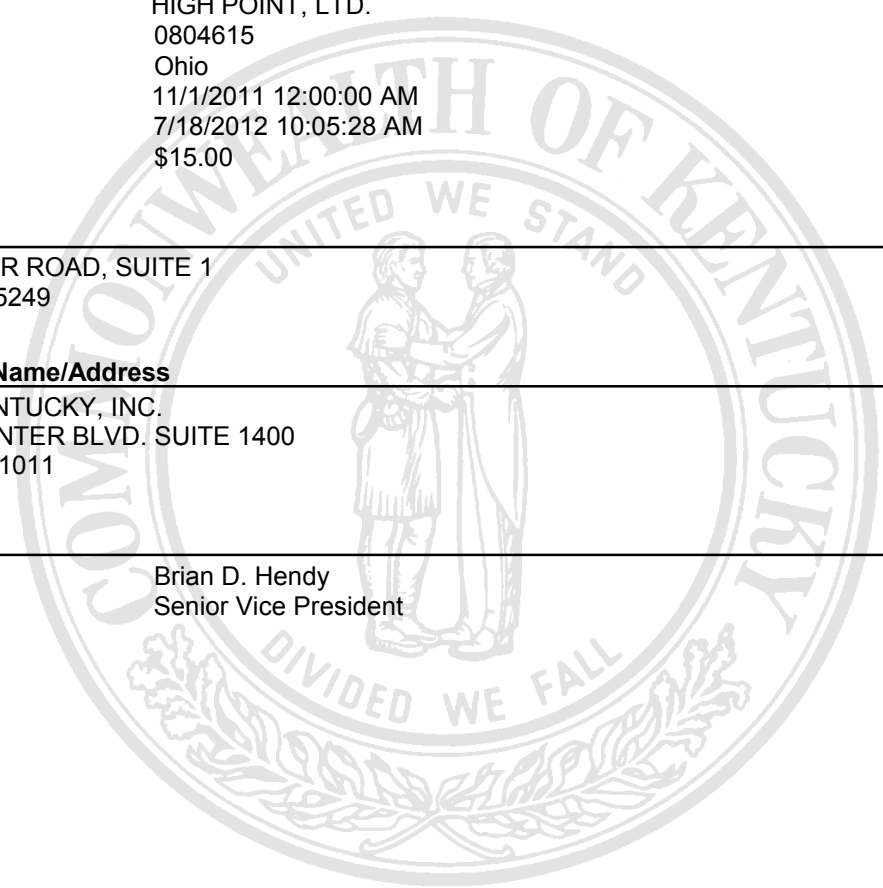 HIGH POINT, LTD.
0804615
Ohio
11/1/2011 12:00:00 AM
7/18/2012 10:05:28 AM
$15.00
COMMONWEALTH OF KENTUCKY
UNITED WE STAND
R ROAD, SUITE 1
5249
Name/Address
NTUCKY, INC.
NTER BLVD. SUITE 1400
1011
Brian D. Hendy
Senior Vice President
DIVIDED WE FALL